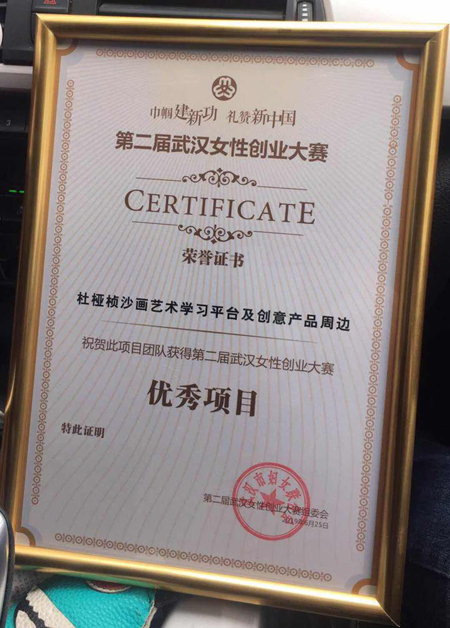 巾帼建新功 礼赞新中国
第二届武汉女性创业大赛
CERTIFICATE
荣誉证书
杜桠桢沙画艺术学习平台及创意产品周边
祝贺此项目团队获得第二届武汉女性创业大赛
优秀项目
特此证明
第二届武汉女性创业大赛组委会